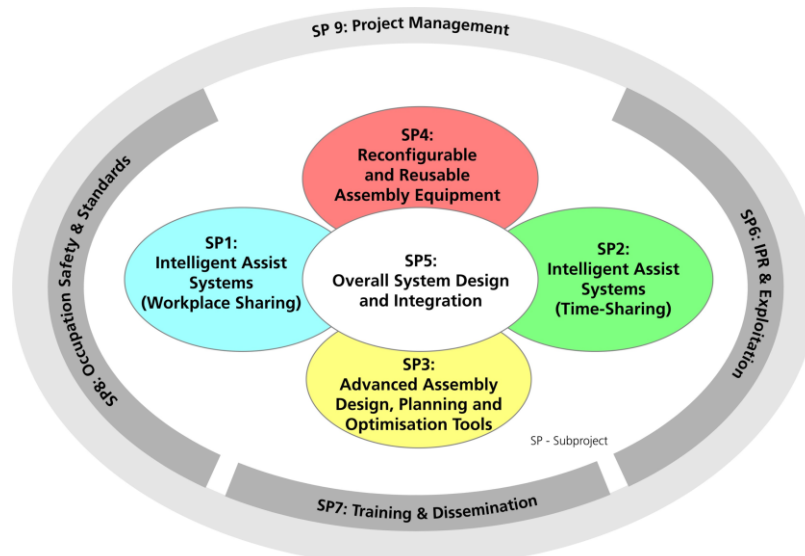 SP 9: Project Management
SP8: Occupation Safety & Standards
SP4:
Reconfigurable
and Reusable
Assembly Equipment
SP1:
Intelligent Assist
Systems
(Workplace Sharing)
SP5:
Overall System Design
and Integration
SP2:
Intelligent Assist
Systems
(Time-Sharing)
SP6: IPR & Exploitation
SP3:
Advanced Assembly
Design, Planning and
Optimisation Tools
SP - Subproject
SP7: Training & Dissemination